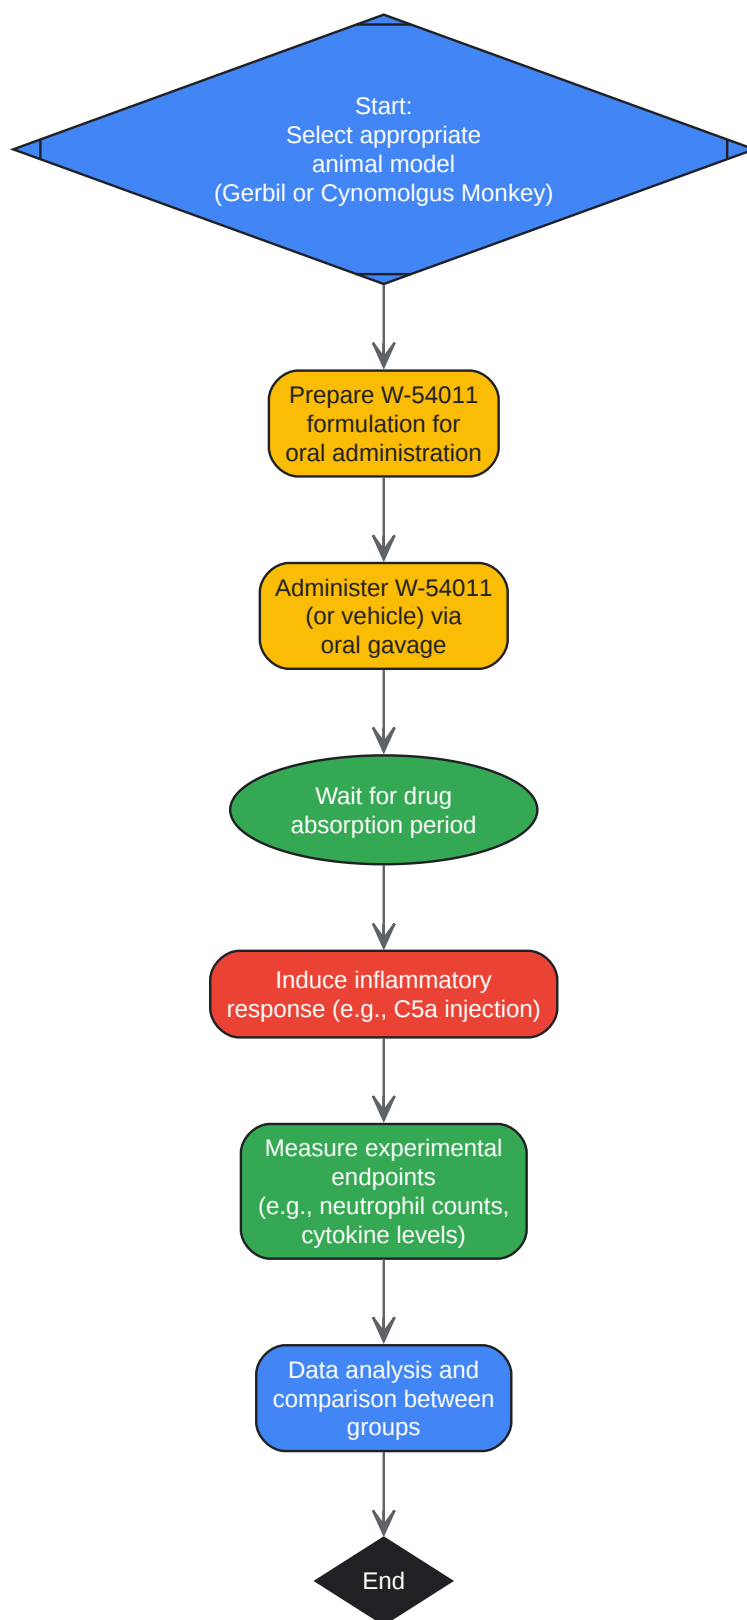 Start:
Select appropriate
animal model
(Gerbil or Cynomolgus Monkey)
Prepare W-54011
formulation for
oral administration
Administer W-54011
(or vehicle) via
oral gavage
Wait for drug
absorption period
Induce inflammatory
response (e.g., C5a injection)
Measure experimental
endpoints
(e.g., neutrophil counts,
cytokine levels)
Data analysis and
comparison between
groups
End